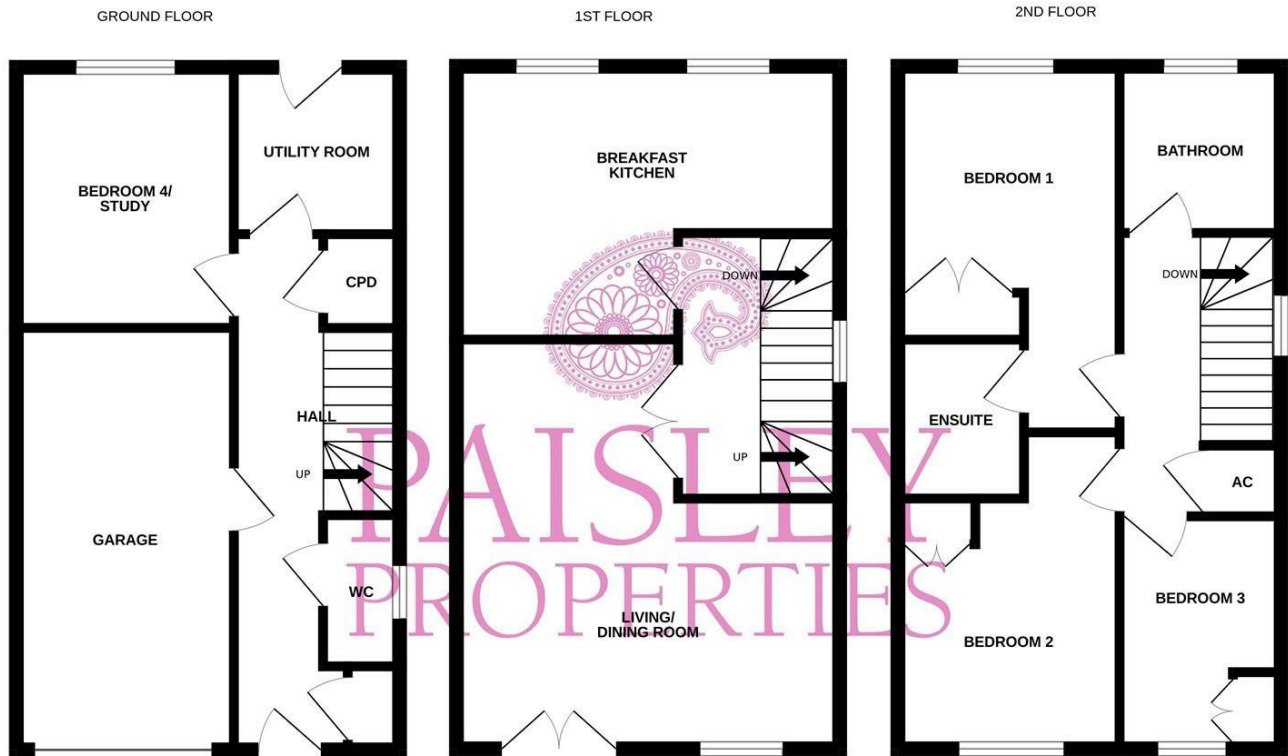 GROUND FLOOR
1ST FLOOR
2ND FLOOR
BEDROOM 4/
STUDY
UTILITY ROOM
CPD
HALL
UP
GARAGE
WC
BREAKFAST
KITCHEN
DOWN
UP
LIVING/
DINING ROOM
BEDROOM 1
BATHROOM
DOWN
ENSUITE
AC
BEDROOM 2
BEDROOM 3
PAISLEY
PROPERTIES